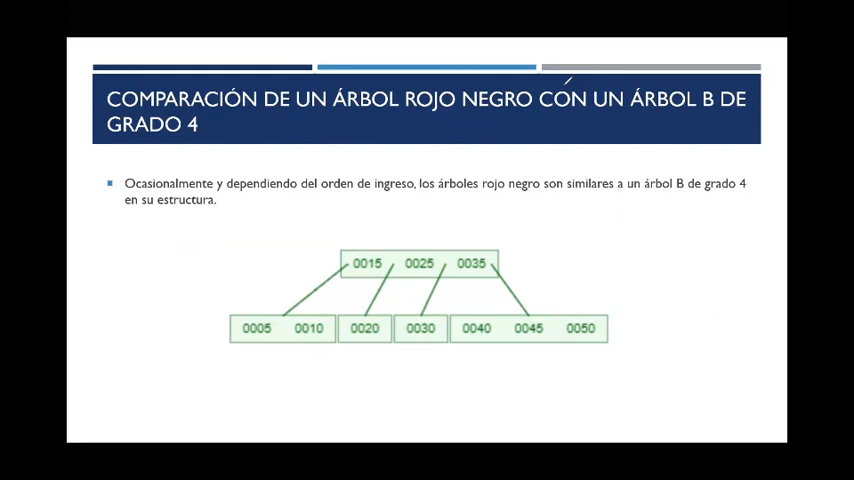 COMPARACIÓN DE UN ÁRBOL ROJO NEGRO CON UN ÁRBOL B DE
GRADO 4
Ocasionalmente y dependiendo del orden de ingreso, los árboles rojo negro son similares a un árbol B de grado 4
en su estructura.
0015 0025 0035
0005 0010 0020 0030 0040 0045 0050